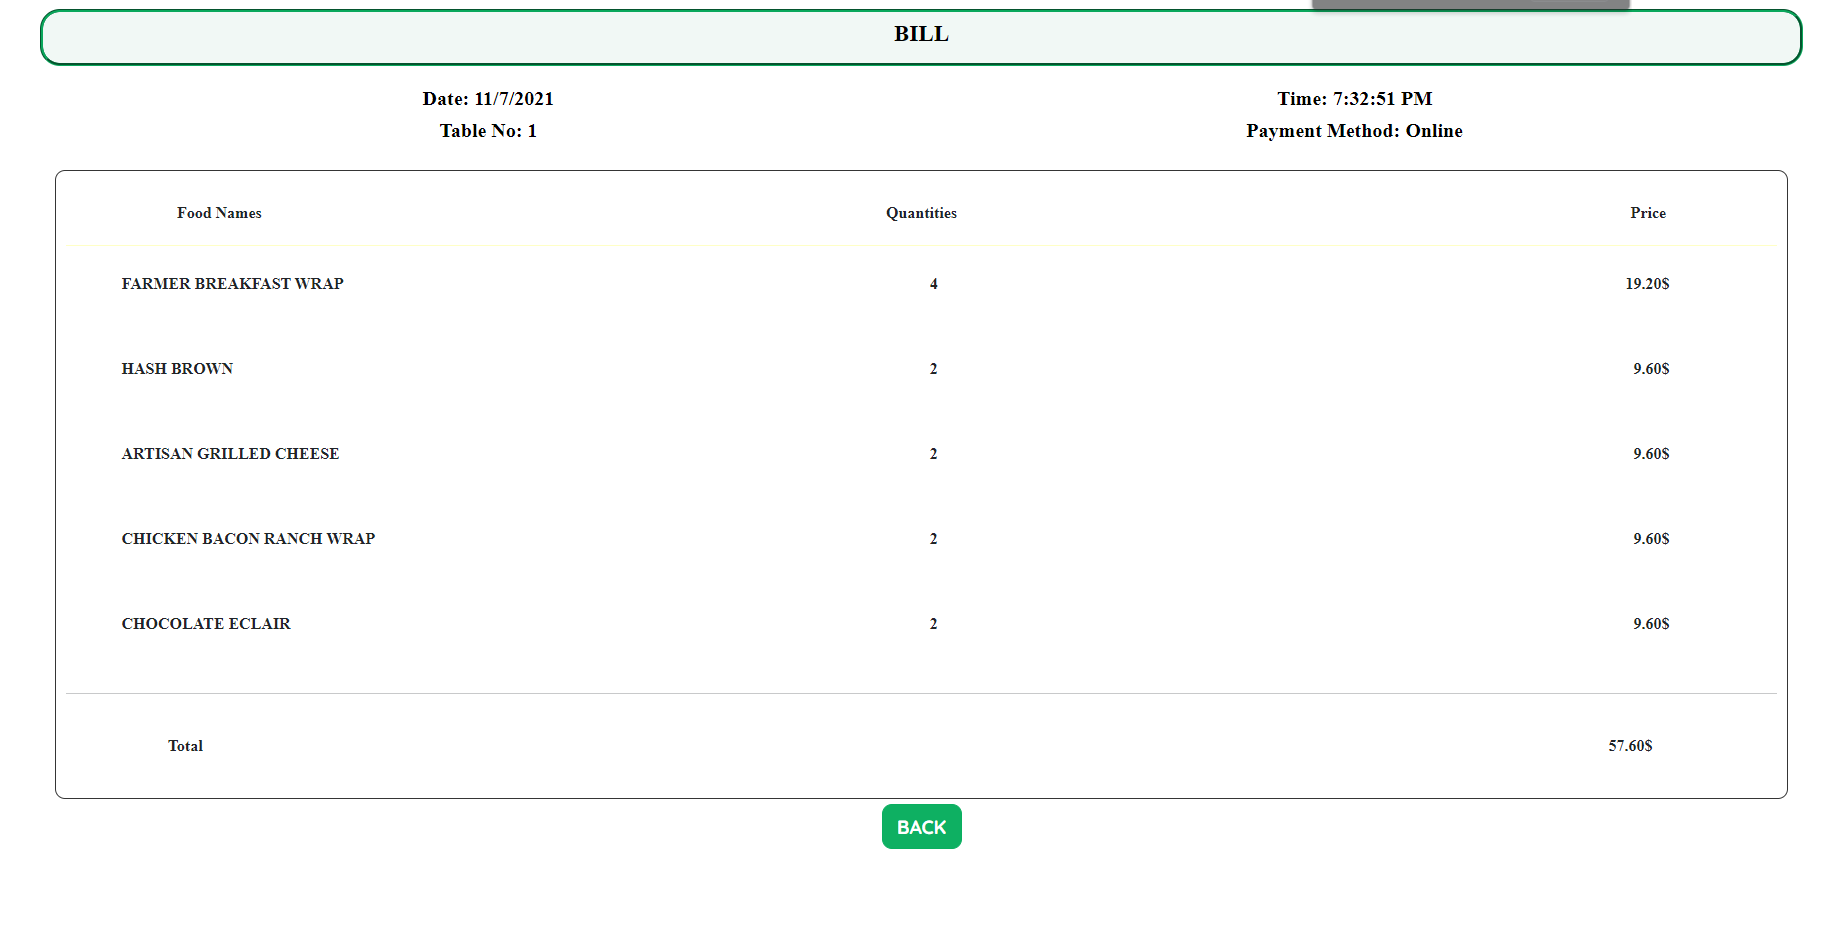 BILL
Date: 11/7/2021 Time: 7:32:51 PM
Table No: 1 Payment Method: Online
Food Names Quantities Price
FARMER BREAKFAST WRAP 4 19.20$
HASH BROWN 2 9.60$
ARTISAN GRILLED CHEESE 2 9.60$
CHICKEN BACON RANCH WRAP 2 9.60$
CHOCOLATE ECLAIR 2 9.60$
Total 57.60$
BACK